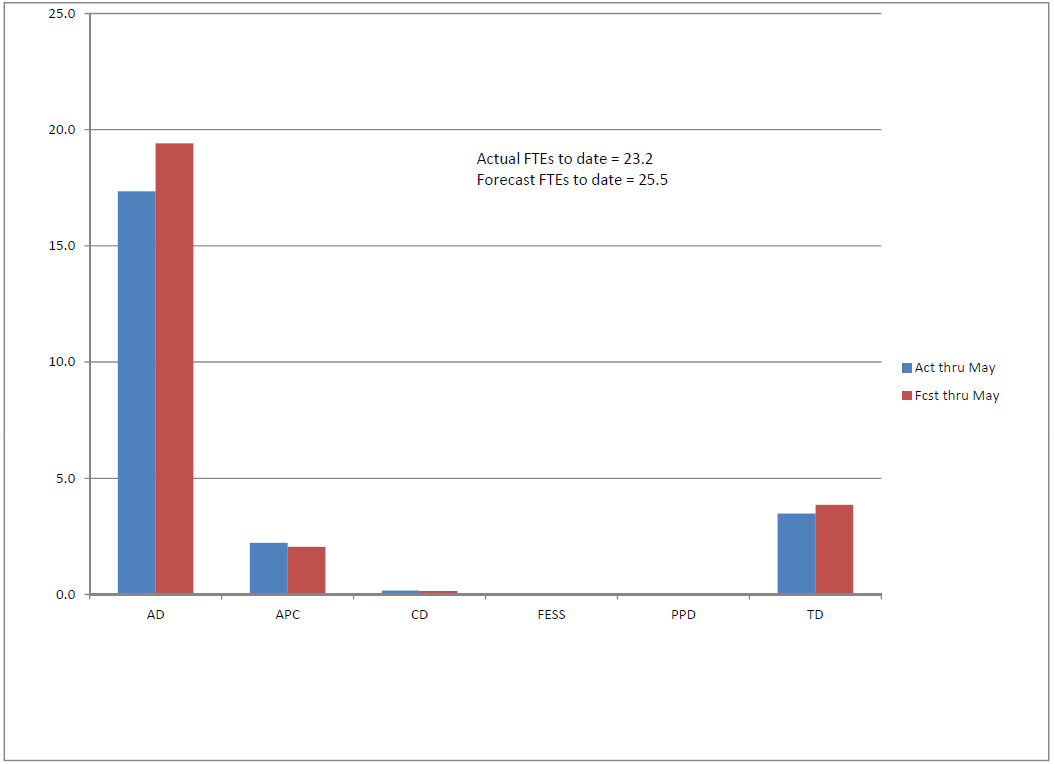 25.0
20.0
Actual FTEs to date = 23.2
Forecast FTEs to date = 25.5
15.0
10.0
Act thru May
Fcst thru May
5.0
0.0
AD APC CD FESS PPD TD